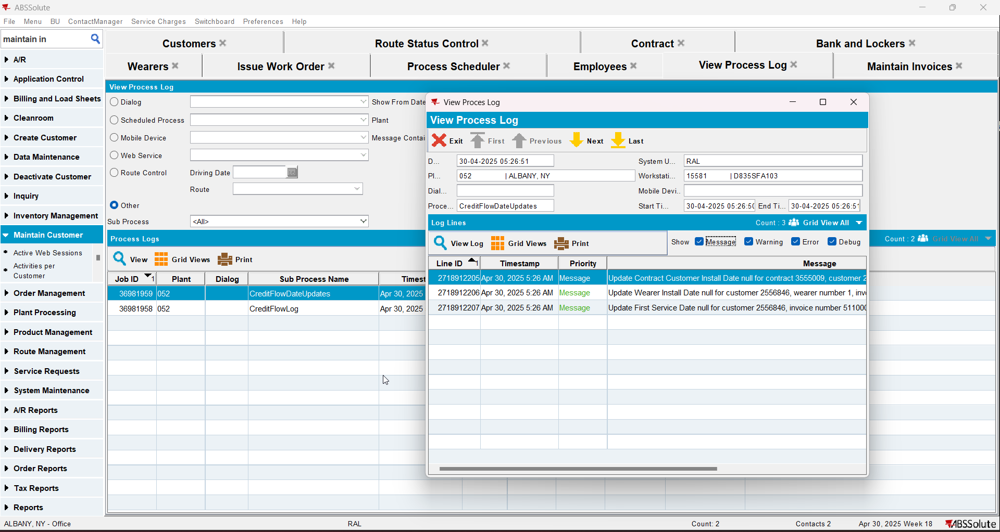 ABSSolute
File Menu BU ContactManager Service Charges Switchboard Preferences Help
maintain in
Customers Route Status Control Contract Bank and Lockers
Wearers Issue Work Order Process Scheduler Employees View Process Log Maintain Invoices
A/R
Application Control
Billing and Load Sheets
Cleanroom
Create Customer
Data Maintenance
Deactivate Customer
Inquiry
Inventory Management
Maintain Customer
Active Web Sessions
Activities per
Customer
Order Management
Plant Processing
Product Management
Route Management
Service Requests
System Maintenance
A/R Reports
Billing Reports
Delivery Reports
Order Reports
Tax Reports
Reports
View Process Log
Dialog Show From Date
Scheduled Process Plant
Mobile Device Message Contai
Web Service
Route Control Driving Date 16
Route
Other
Sub Process <All>
Process Logs Count : 2 Grid View All
View Grid Views Print
Job ID 1 Plant Dialog Sub Process Name Timest
36981959 052 CreditFlowDateUpdates Apr 30, 2025
36981958 052 CreditFlowLog Apr 30, 2025
View Proces Log
View Process Log
Exit First Previous Next Last
D... 30-04-2025 05:26:51 System U... RAL
Pl... 052 | ALBANY, NY Workstati... 15581 | D835SFA103
Dial... Mobile Devi..
Proce... CreditFlowDateUpdates Start Ti... 30-04-2025 05:26:50 End Ti... 30-04-2025 05:26:51
Log Lines Count : 3 Grid View All
View Log Grid Views Print Show Message Warning Error Debug
Line ID 1 Timestamp Priority Message
2718912205 Apr 30, 2025 5:26 AM Message Update Contract Customer Install Date null for contract 3555009, customer 2
2718912206 Apr 30, 2025 5:26 AM Message Update Wearer Install Date null for customer 2556846, wearer number 1, inv
2718912207 Apr 30, 2025 5:26 AM Message Update First Service Date null for customer 2556846, invoice number 511000
ALBANY, NY - Office RAL Count: 2 Contacts 2 Apr 30, 2025 Week 18 ABSSolute